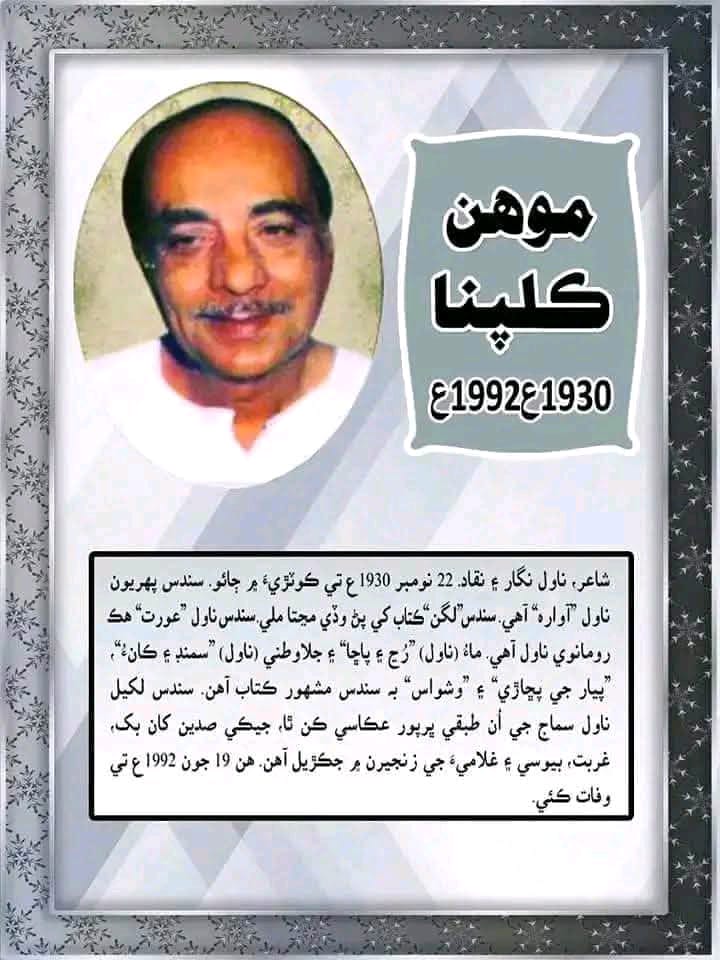 موهن
ڪلپنا
1930ع1992ع
شاعر، ناول نگار ۽ نقاد. 22 نومبر 1930ع تي ڪوٽڙيءَ ۾ ڄائو. سندس پهريون
ناول ”آواره“ آهي. سندس”لگن“ڪتاب کي پڻ وڏي مڃتا ملي.سندس ناول ”عورت“ هڪ
رومانوي ناول آهي. ماءُ (ناول) ”رُڃ ۽ پاڇا“ ۽ جلاوطني (ناول) ”سمنڊ ۽ ڪانءُ“،
”پيار جي پڇاڙي“ ۽ ”وشواس“ بہ سندس مشهور ڪتاب آهن. سندس لکيل
ناول سماج جي اُن طبقي ڀرپور عڪاسي ڪن ٿا، جيڪي صدين کان بک،
غربت، بيوسي ۽ غلاميءَ جي زنجيرن ۾ جڪڙيل آهن. هن 19 جون 1992ع تي
وفات ڪئي.